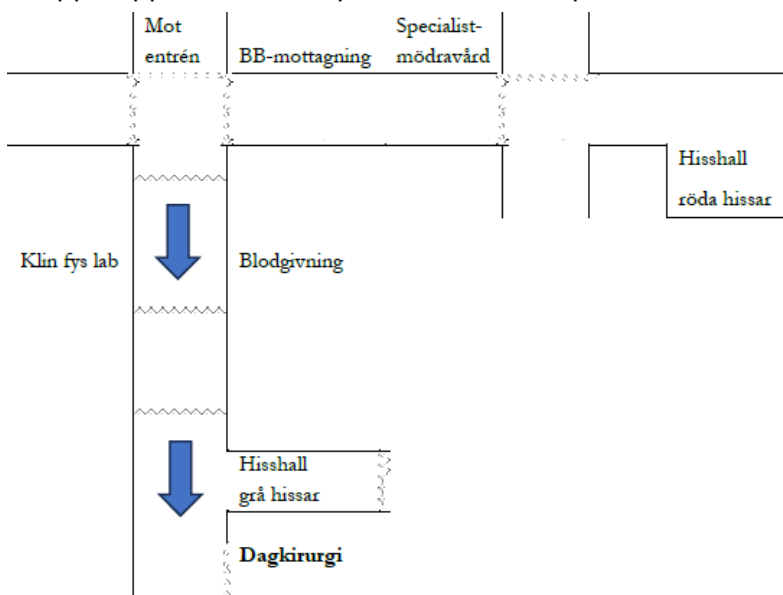 Mot
entrén
BB-mottagning
Specialist-
mödravård
Hisshall
röda hissar
Klin fys lab
Blodgivning
Hisshall
grå hissar
Dagkirurgi